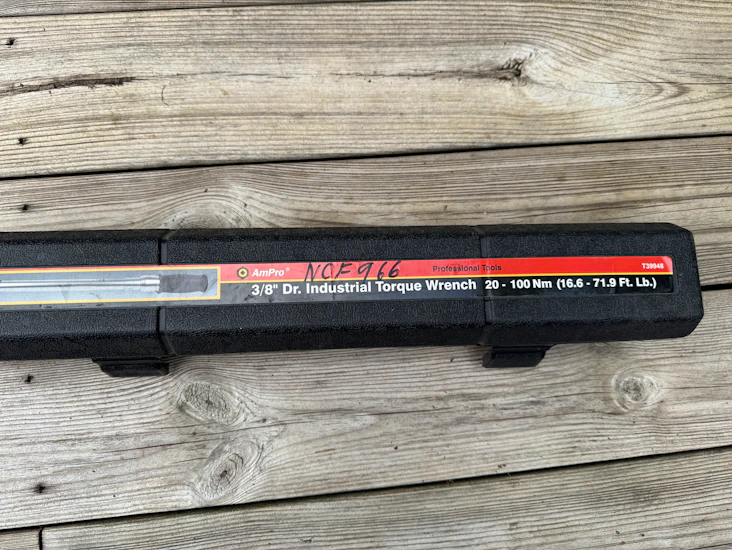 AmPro® NCF966 Professional Tools T39948
3/8" Dr. Industrial Torque Wrench 20 - 100 Nm (16.6 - 71.9 Ft. Lb.)